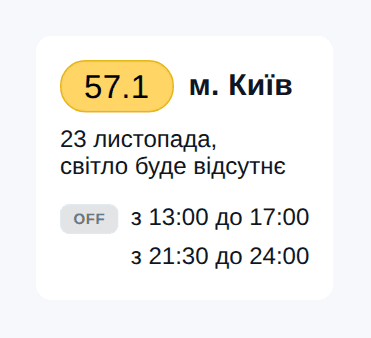 57.1 м. Київ
23 листопада,
світло буде відсутнє
OFF з 13:00 до 17:00
з 21:30 до 24:00